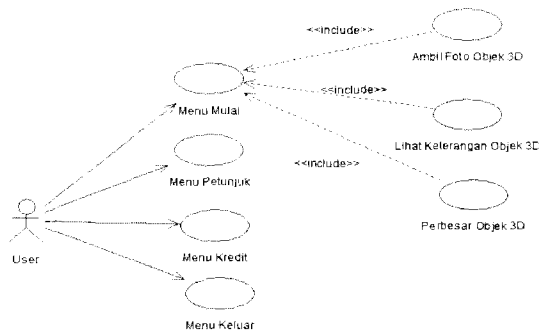 <<include>>
Ambil Foto Objek 3D
Menu Mulai
<<include>>
Lihat Keterangan Objek 3D
<<include>>
Menu Petunjuk
Perbesar Objek 3D
User
Menu Kredit
Menu Keluar